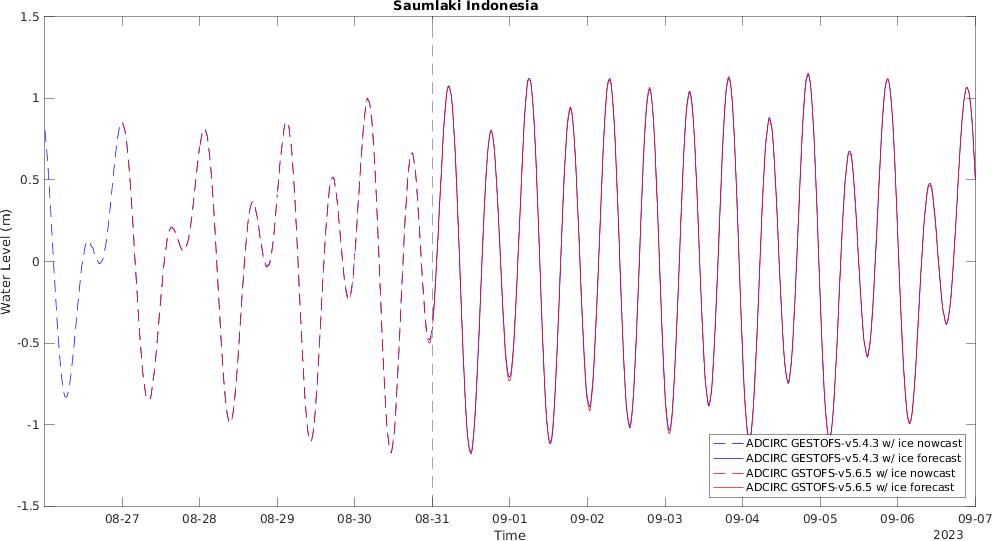 Saumlaki Indonesia
1.5
1
0.5
0
-0.5
-1
-1.5
Water Level (m)
08-27 08-28 08-29 08-30 08-31 09-01 09-02 09-03 09-04 09-05 09-06 09-07
Time
2023
ADCIRC GESTOFS-v5.4.3 w/ ice nowcast
ADCIRC GESTOFS-v5.4.3 w/ ice forecast
ADCIRC GSTOFS-v5.6.5 w/ ice nowcast
ADCIRC GSTOFS-v5.6.5 w/ ice forecast